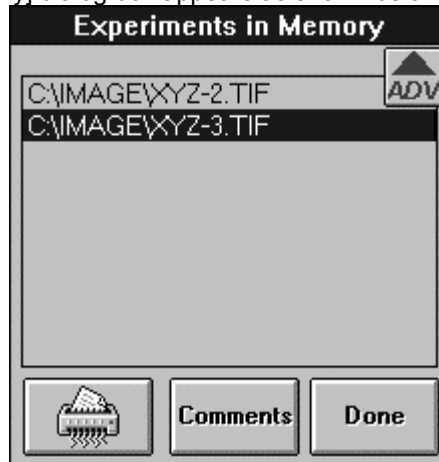 Experiments in Memory
ADV
C:\IMAGE\XYZ-2.TIF
C:\IMAGE\XYZ-3.TIF
Comments
Done